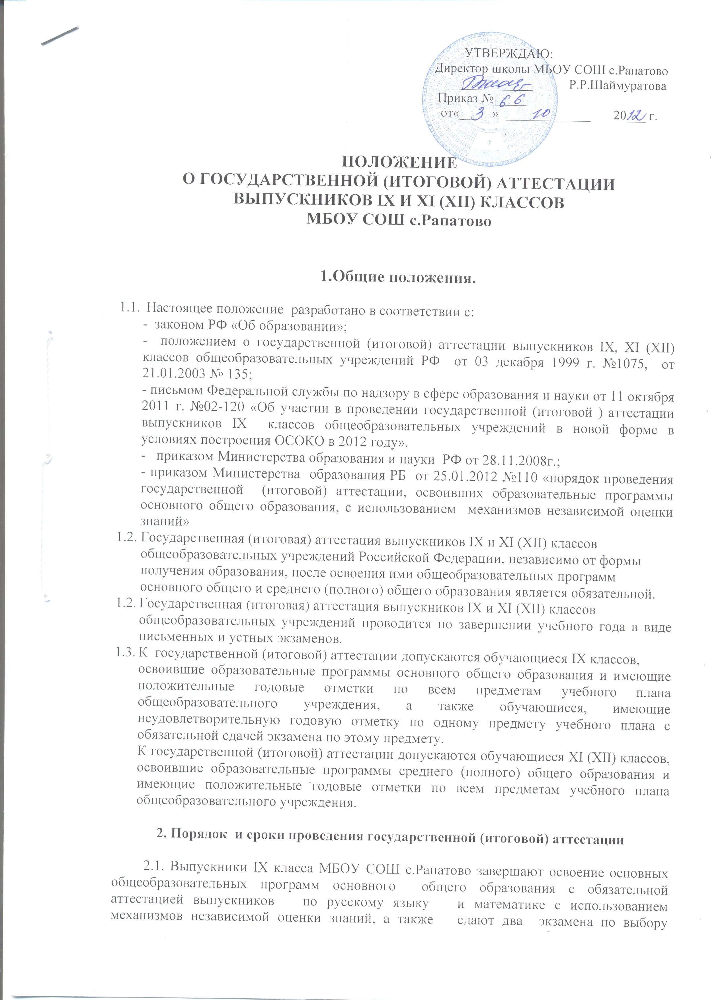 УТВЕРЖДАЮ:
Директор школы МБОУ СОШ с.Рапатово
Р.Р.Шаймуратова
Приказ № 66
от« 3 » 10 2012 г.
ПОЛОЖЕНИЕ
О ГОСУДАРСТВЕННОЙ (ИТОГОВОЙ) АТТЕСТАЦИИ
ВЫПУСКНИКОВ IX И XI (XII) КЛАССОВ
МБОУ СОШ с.Рапатово
1.Общие положения.
1.1. Настоящее положение разработано в соответствии с:
- законом РФ «Об образовании»;
- положением о государственной (итоговой) аттестации выпускников IX, XI (XII)
классов общеобразовательных учреждений РФ от 03 декабря 1999 г. №1075, от
21.01.2003 № 135;
- письмом Федеральной службы по надзору в сфере образования и науки от 11 октября
2011 г. №02-120 «Об участии в проведении государственной (итоговой ) аттестации
выпускников IX классов общеобразовательных учреждений в новой форме в
условиях построения ОСОКО в 2012 году».
- приказом Министерства образования и науки РФ от 28.11.2008г.;
- приказом Министерства образования РБ от 25.01.2012 №110 «порядок проведения
государственной (итоговой) аттестации, освоивших образовательные программы
основного общего образования, с использованием механизмов независимой оценки
знаний»
1.2. Государственная (итоговая) аттестация выпускников IX и XI (XII) классов
общеобразовательных учреждений Российской Федерации, независимо от формы
получения образования, после освоения ими общеобразовательных программ
основного общего и среднего (полного) общего образования является обязательной.
1.2. Государственная (итоговая) аттестация выпускников IX и XI (XII) классов
общеобразовательных учреждений проводится по завершении учебного года в виде
письменных и устных экзаменов.
1.3. К государственной (итоговой) аттестации допускаются обучающиеся IX классов,
освоившие образовательные программы основного общего образования и имеющие
положительные годовые отметки по всем предметам учебного плана
общеобразовательного учреждения, а также обучающиеся, имеющие
неудовлетворительную годовую отметку по одному предмету учебного плана с
обязательной сдачей экзамена по этому предмету.
К государственной (итоговой) аттестации допускаются обучающиеся XI (XII) классов,
освоившие образовательные программы среднего (полного) общего образования и
имеющие положительные годовые отметки по всем предметам учебного плана
общеобразовательного учреждения.
2. Порядок и сроки проведения государственной (итоговой) аттестации
2.1. Выпускники IX класса МБОУ СОШ с.Рапатово завершают освоение основных
общеобразовательных программ основного общего образования с обязательной
аттестацией выпускников по русскому языку и математике с использованием
механизмов независимой оценки знаний, а также сдают два экзамена по выбору